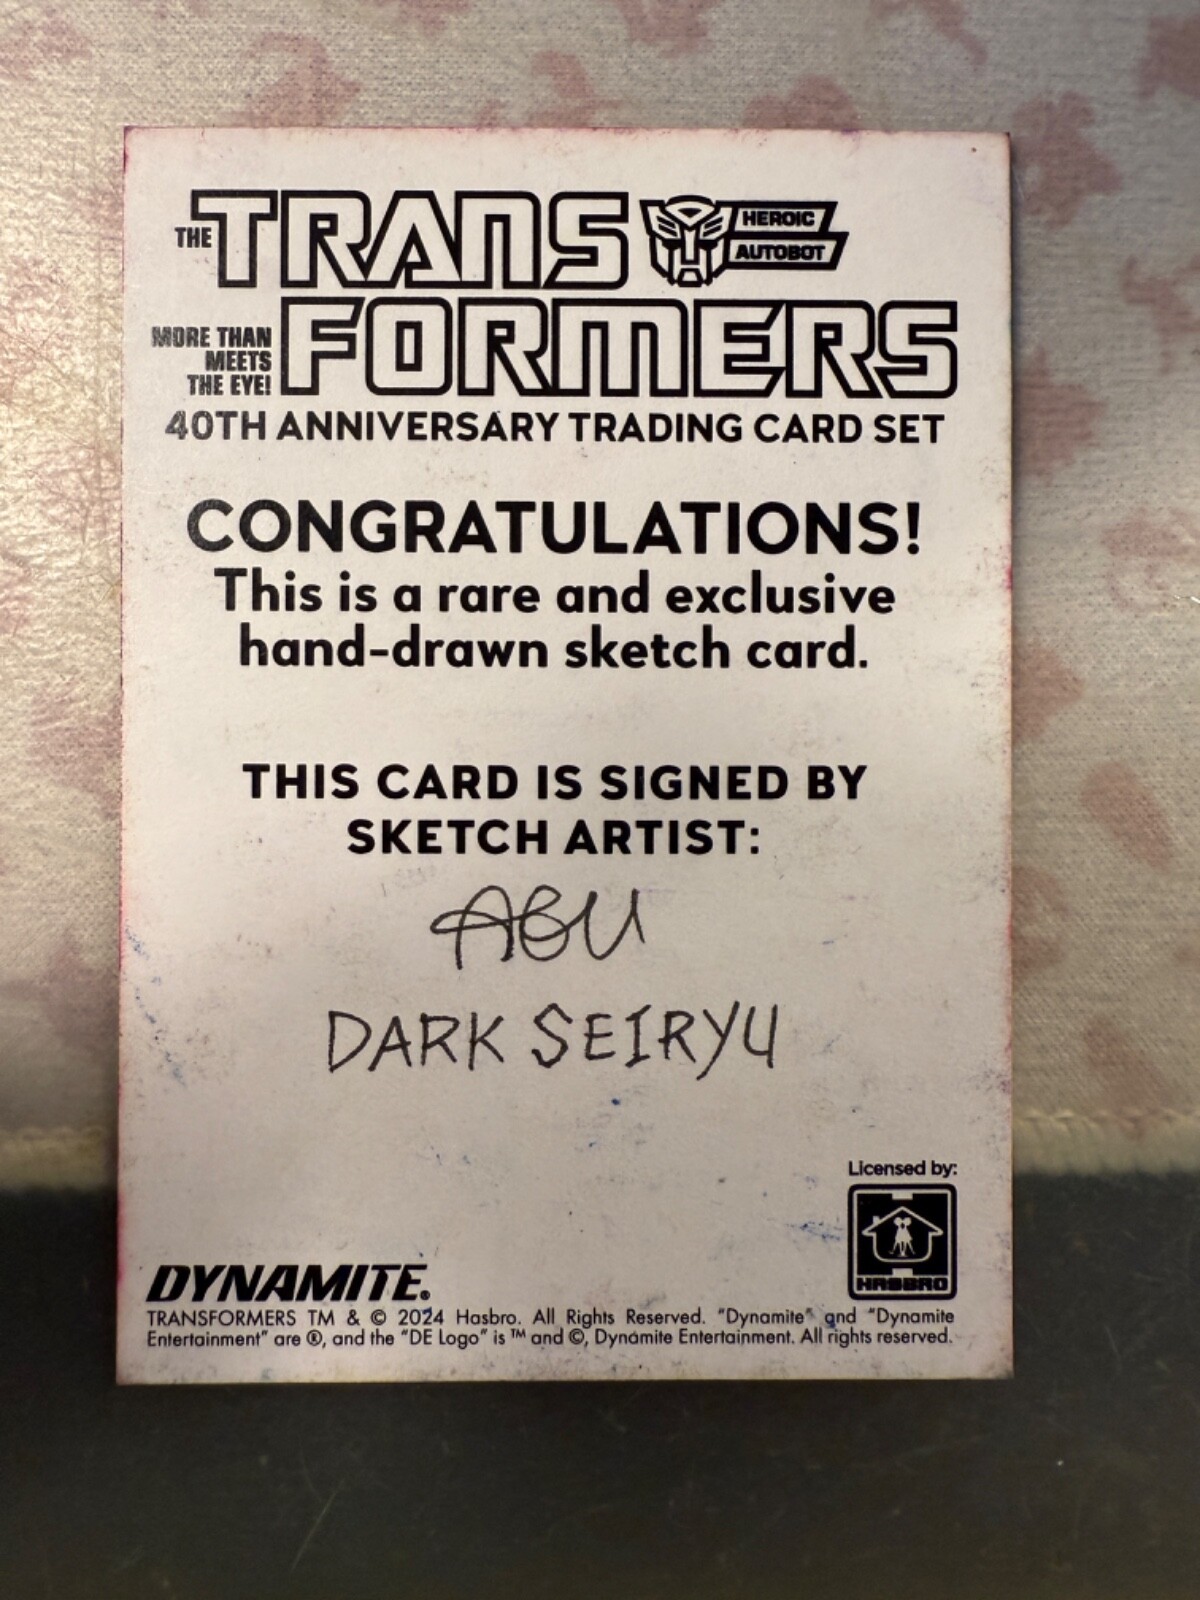 THE TRANS
HEROIC
AUTOBOT
MORE THAN
MEETS
THE EYE!
FORMERS
40TH ANNIVERSARY TRADING CARD SET
CONGRATULATIONS!
This is a rare and exclusive
hand-drawn sketch card.
THIS CARD IS SIGNED BY
SKETCH ARTIST:
ABU
DARK SEIRYU
Licensed by:
HASBRO
DYNAMITE.
TRANSFORMERS TM & © 2024 Hasbro. All Rights Reserved. “Dynamite” and “Dynamite
Entertainment” are ®, and the “DE Logo” is ™ and ©, Dynamite Entertainment. All rights reserved.